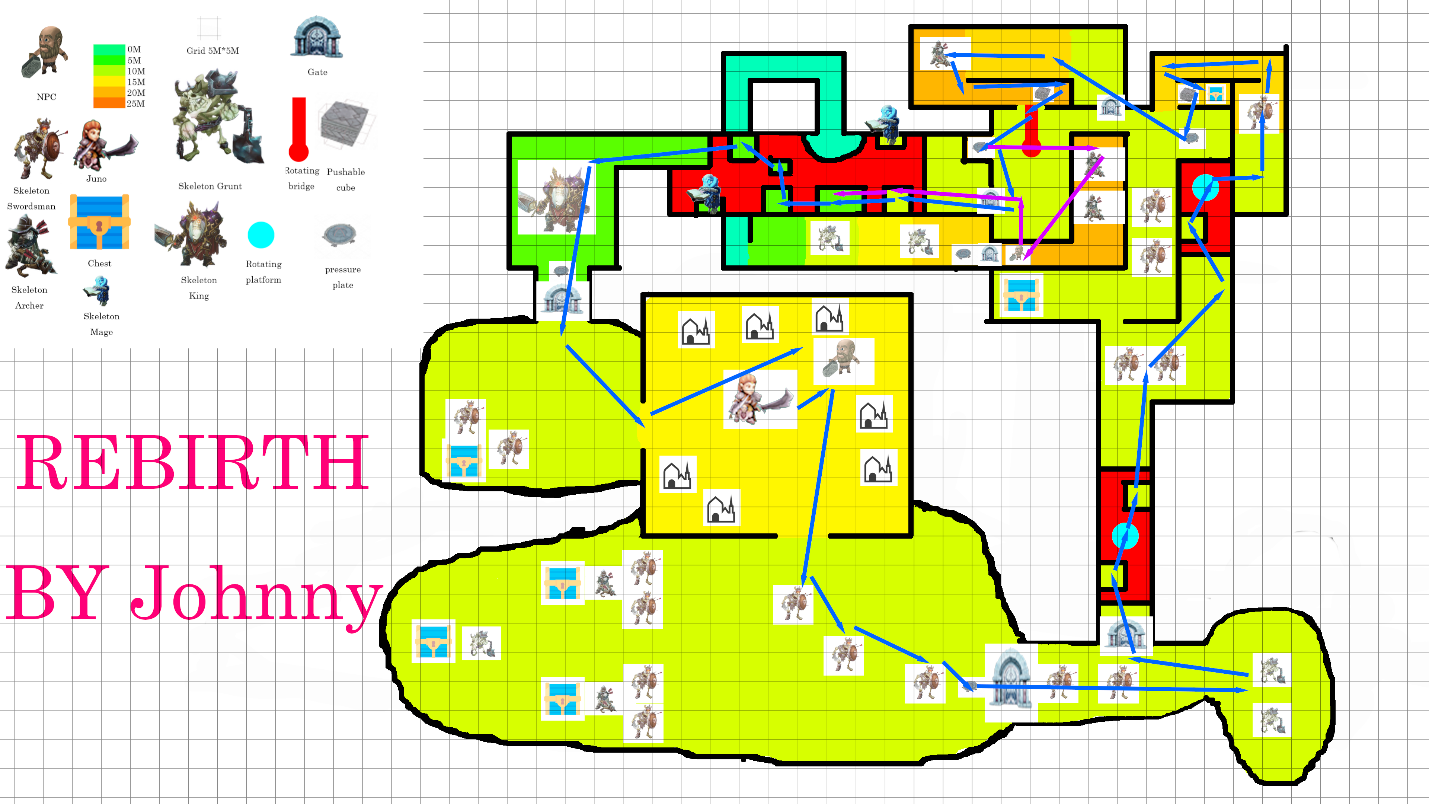 Grid 5M*5M
0M
5M
10M
15M
20M
25M
Gate
NPC
Skeleton
Swordsman
Juno
Skeleton Grunt
Rotating
bridge
Pushable
cube
Skeleton
Archer
Chest
Skeleton
Mage
Skeleton
King
Rotating
platform
pressure
plate
REBIRTH
BY Johnny